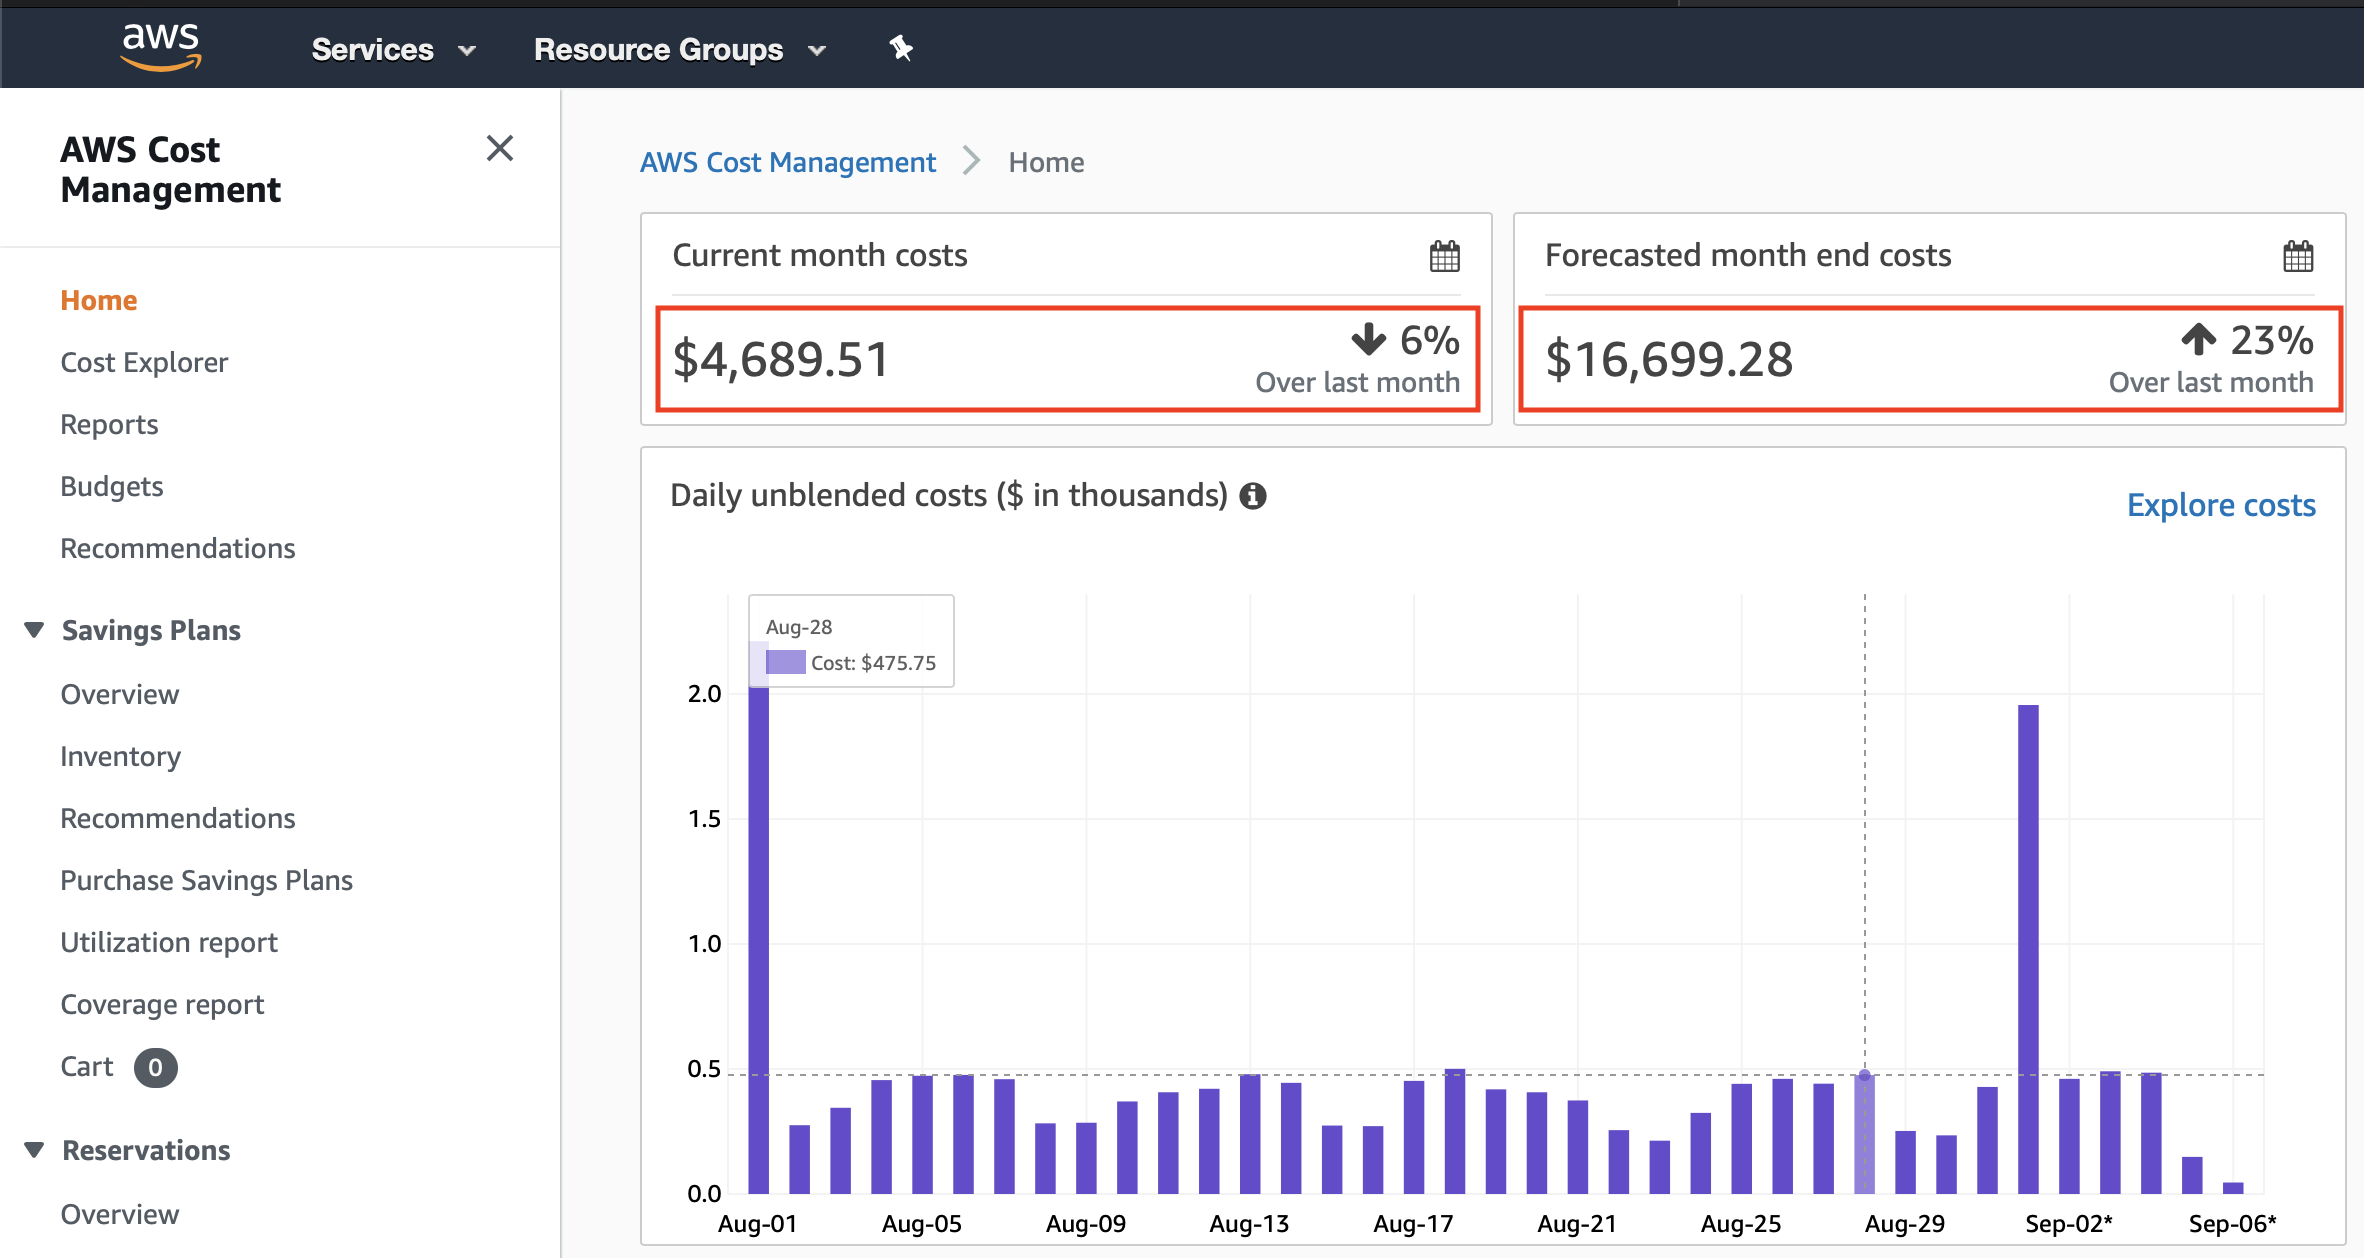 aws
Services
Resource Groups
AWS Cost
Management
Home
Cost Explorer
Reports
Budgets
Recommendations
Savings Plans
Overview
Inventory
Recommendations
Purchase Savings Plans
Utilization report
Coverage report
Cart 0
Reservations
Overview
AWS Cost Management
Home
Current month costs
$4,689.51
6%
Over last month
Forecasted month end costs
$16,699.28
23%
Over last month
Daily unblended costs ($ in thousands)
Explore costs
Aug-28
Cost: $475.75
2.0
1.5
1.0
0.5
0.0
Aug-01 Aug-05 Aug-09 Aug-13 Aug-17 Aug-21 Aug-25 Aug-29 Sep-02* Sep-06*